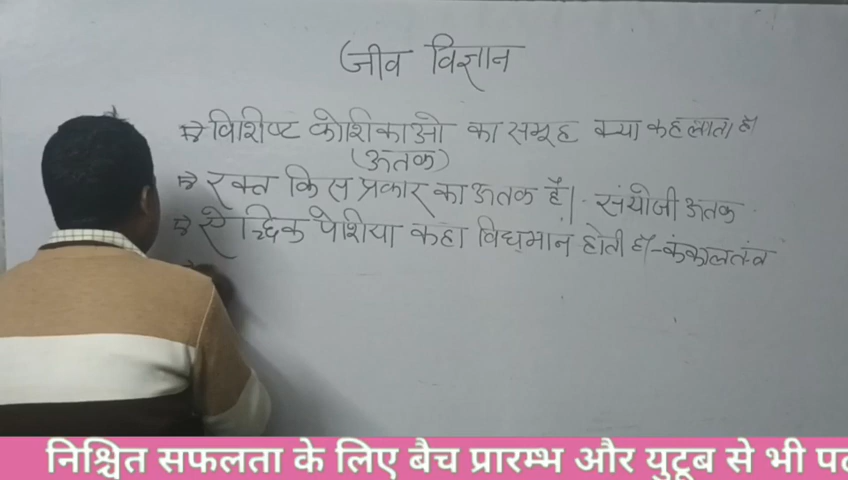 जीव विज्ञान
⇒ विशिष्ट कोशिकाओ का समूह क्या कहलाता है।
(ऊतक)
⇒ रक्त किस प्रकार का ऊतक है।. संयोजी ऊतक
⇒ ऐच्छिक पेशिया कहा विद्यमान होती है-कंकालतंत्र
निश्चित सफलता के लिए बैच प्रारम्भ और युटूब से भी